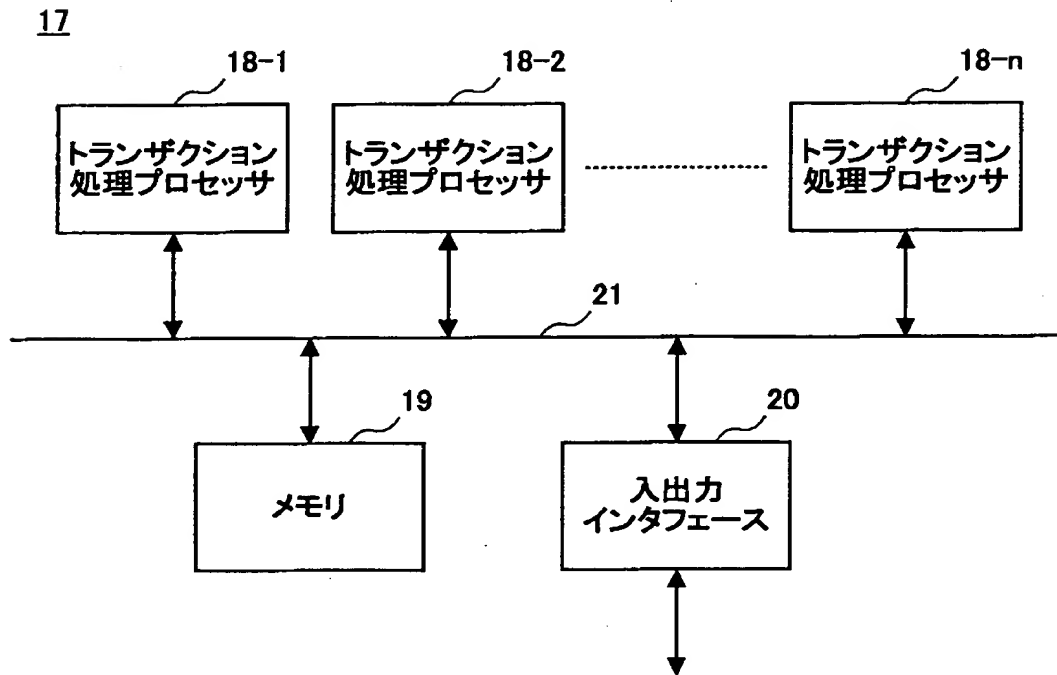 17
18-1
18-2
18-n
トランザクション
処理プロセッサ
トランザクション
処理プロセッサ
トランザクション
処理プロセッサ
21
19
20
メモリ
入出力
インタフェース